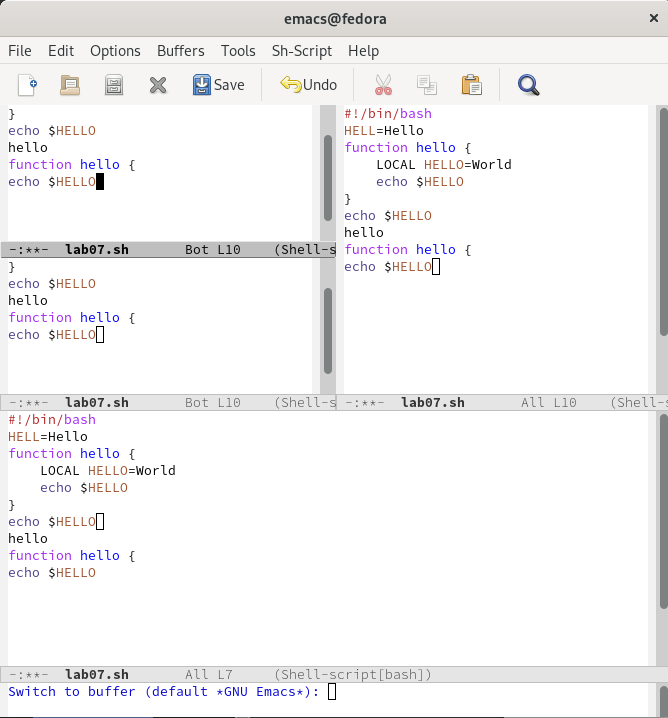 emacs@fedora
File Edit Options Buffers Tools Sh-Script Help
Save Undo
}
echo $HELLO
hello
function hello {
echo $HELLO
-:**- lab07.sh Bot L10 (Shell-s
}
echo $HELLO
hello
function hello {
echo $HELLO
-:**- lab07.sh Bot L10 (Shell-s
#!/bin/bash
HELL=Hello
function hello {
    LOCAL HELLO=World
    echo $HELLO
}
echo $HELLO
hello
function hello {
echo $HELLO
-:**- lab07.sh All L10 (Shell-s
#!/bin/bash
HELL=Hello
function hello {
    LOCAL HELLO=World
    echo $HELLO
}
echo $HELLO
hello
function hello {
echo $HELLO
-:**- lab07.sh All L7 (Shell-script[bash])
Switch to buffer (default *GNU Emacs*):